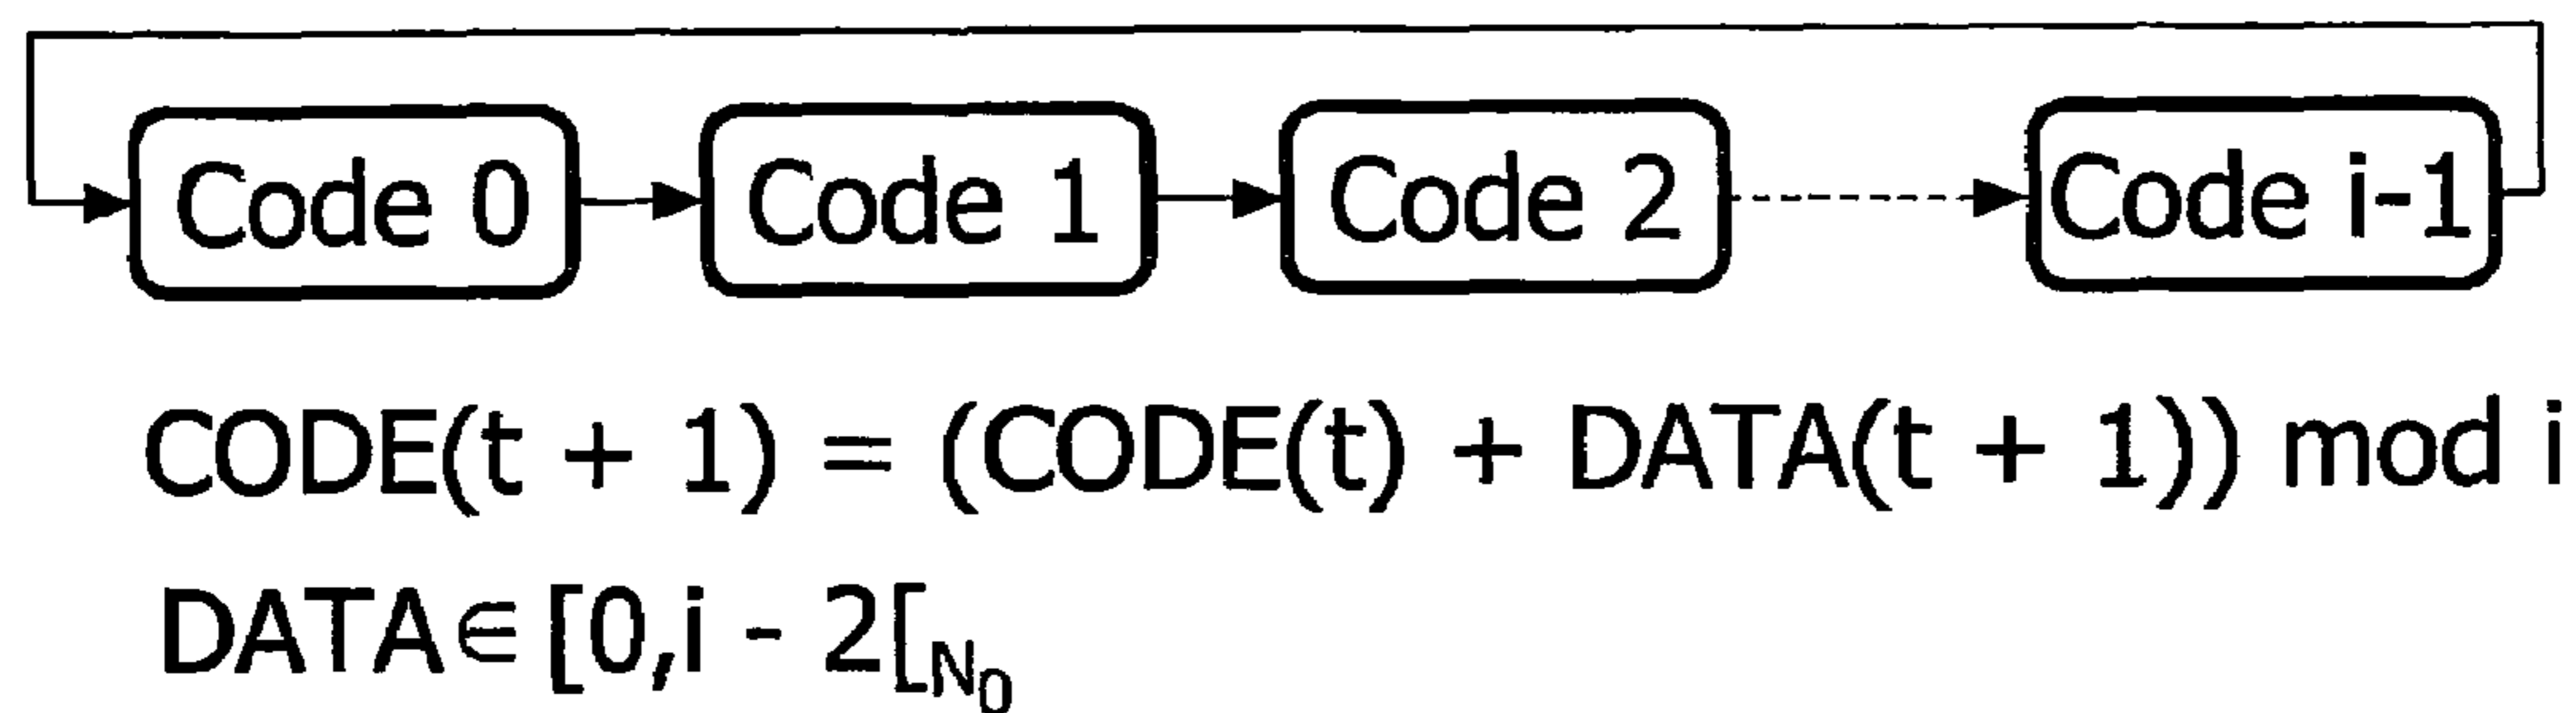 Code 0 Code 1 Code 2 Code i-1
CODE(t + 1) = (CODE(t) + DATA(t + 1)) mod i
DATA∈[0,i - 2[N₀